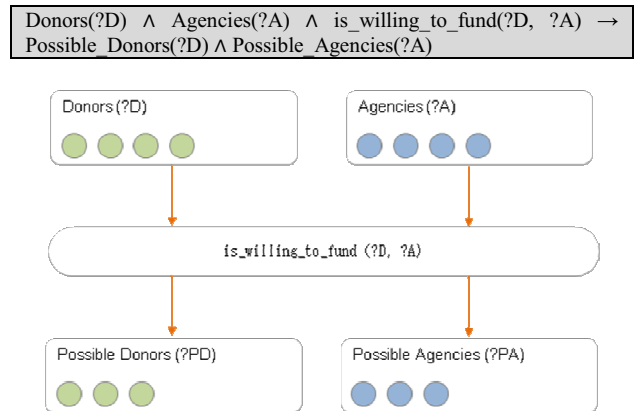 Donors(?D) ∧ Agencies(?A) ∧ is_willing_to_fund(?D, ?A) →
Possible_Donors(?D) ∧ Possible_Agencies(?A)
Donors (?D)
Agencies (?A)
is_willing_to_fund (?D, ?A)
Possible Donors (?PD)
Possible Agencies (?PA)